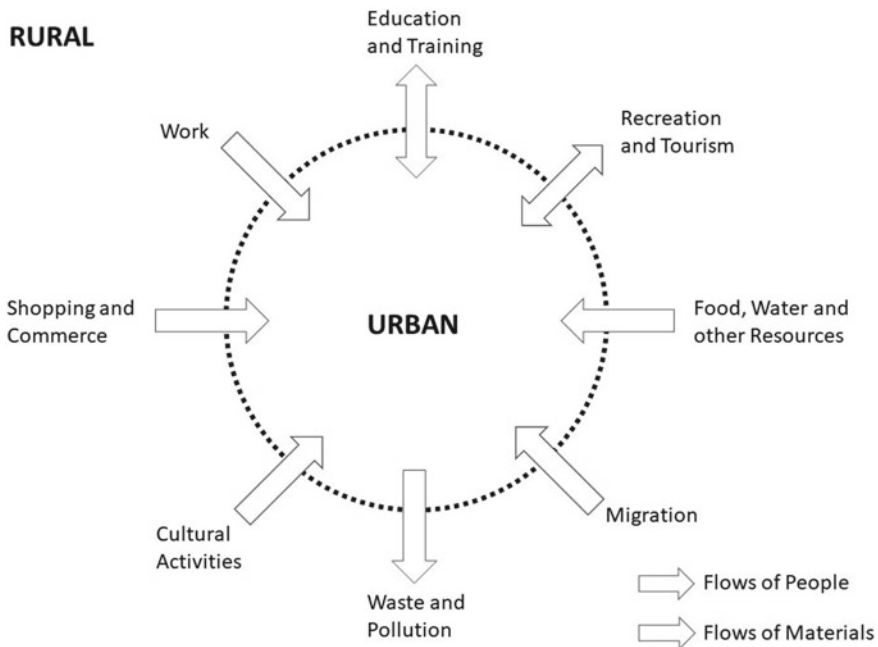 RURAL
Education
and Training
Work
Recreation
and Tourism
Shopping and
Commerce
URBAN
Food, Water and
other Resources
Cultural
Activities
Migration
Waste and
Pollution
Flows of People
Flows of Materials